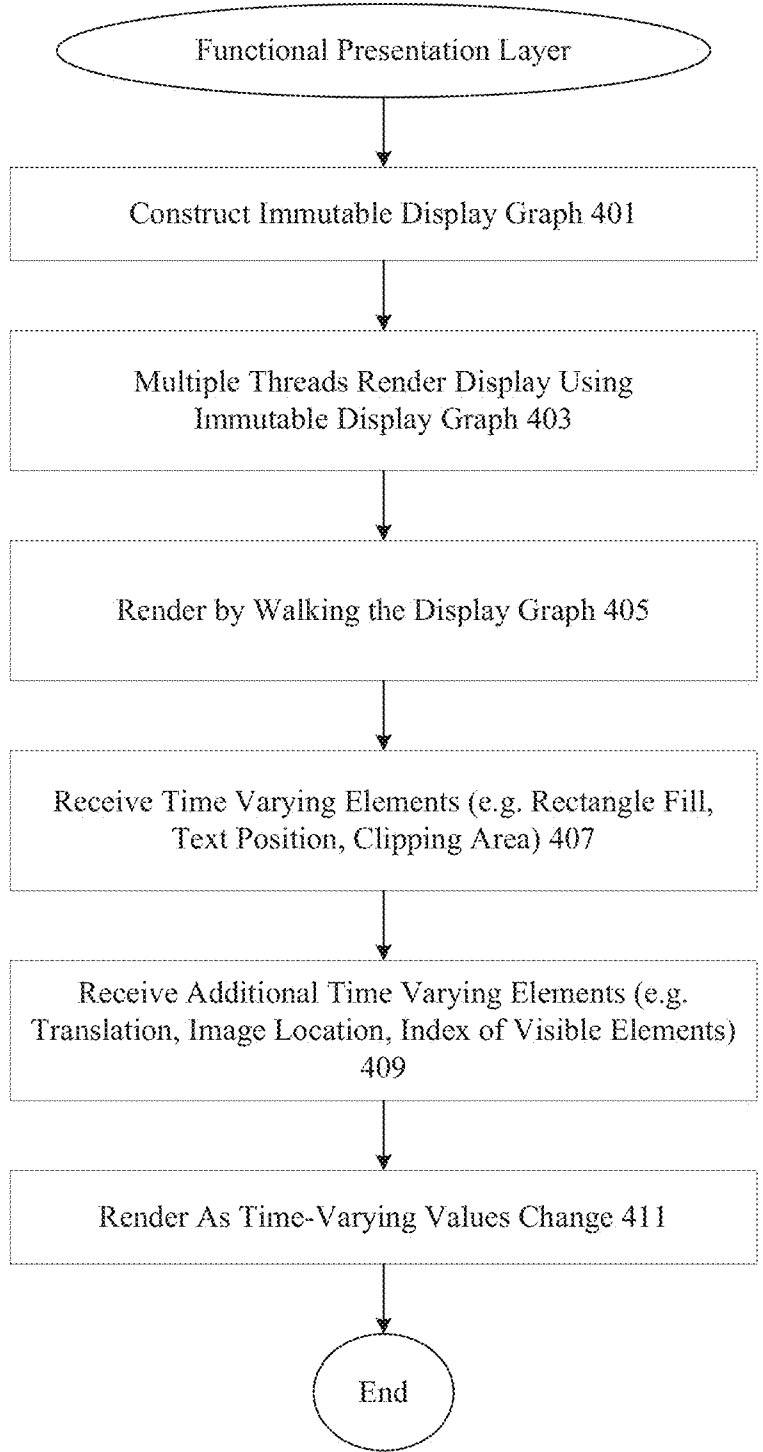 Functional Presentation Layer
Construct Immutable Display Graph 401
Multiple Threads Render Display Using
Immutable Display Graph 403
Render by Walking the Display Graph 405
Receive Time Varying Elements (e.g. Rectangle Fill,
Text Position, Clipping Area) 407
Receive Additional Time Varying Elements (e.g.
Translation, Image Location, Index of Visible Elements)
409
Render As Time-Varying Values Change 411
End